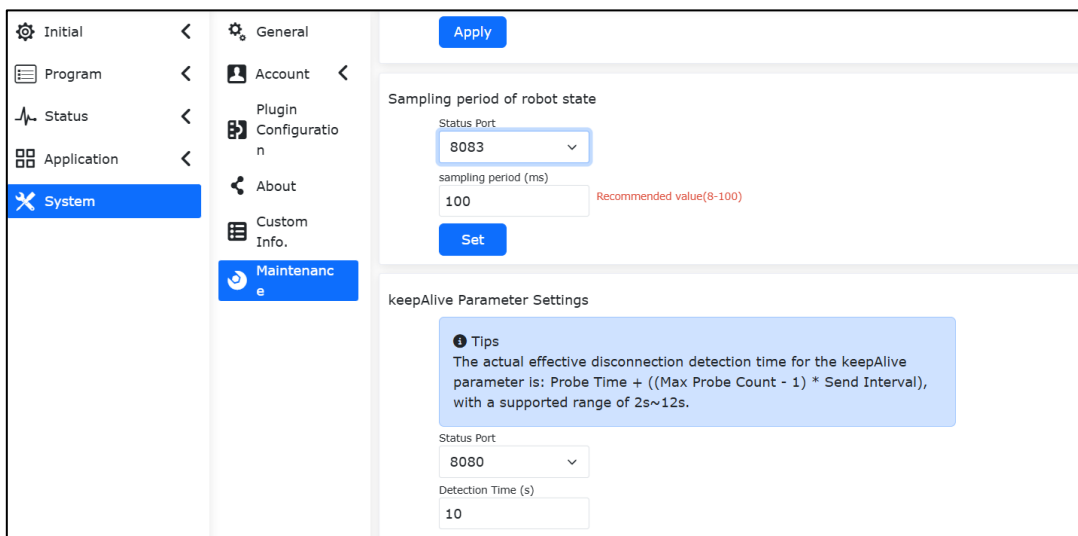 Initial
Program
Status
Application
System
General
Account
Plugin
Configuratio
n
About
Custom
Info.
Maintenanc
e
Apply
Sampling period of robot state
Status Port
8083
sampling period (ms)
100
Recommended value(8-100)
Set
keepAlive Parameter Settings
Tips
The actual effective disconnection detection time for the keepAlive
parameter is: Probe Time + ((Max Probe Count - 1) * Send Interval),
with a supported range of 2s~12s.
Status Port
8080
Detection Time (s)
10